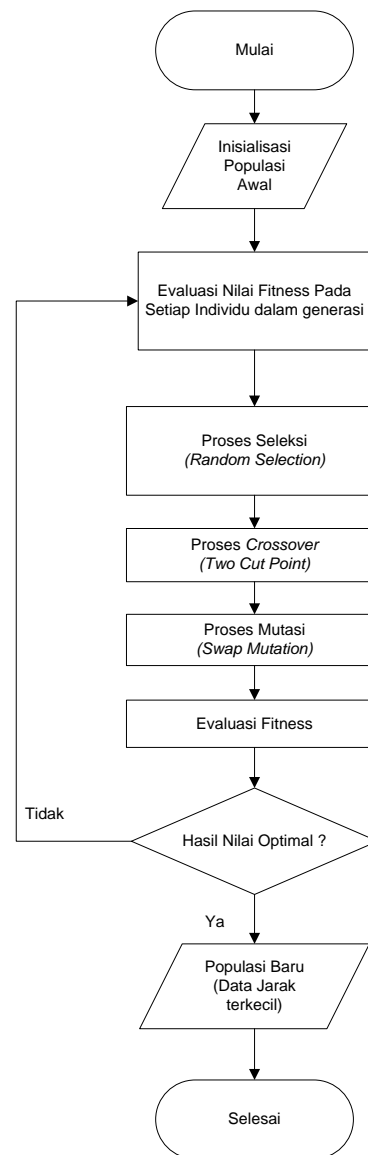 Mulai
Inisialisasi
Populasi
Awal
Evaluasi Nilai Fitness Pada
Setiap Individu dalam generasi
Proses Seleksi
(Random Selection)
Proses Crossover
(Two Cut Point)
Proses Mutasi
(Swap Mutation)
Evaluasi Fitness
Tidak
Hasil Nilai Optimal ?
Ya
Populasi Baru
(Data Jarak
terkecil)
Selesai